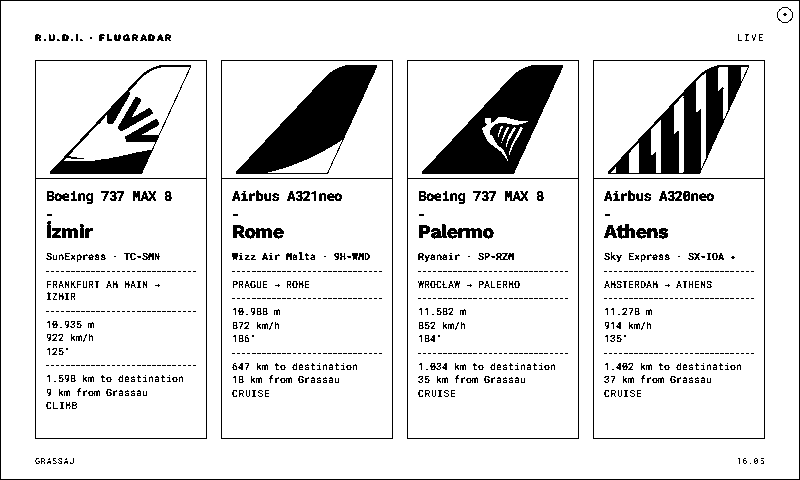 R.U.D.I. · FLUGRADAR
LIVE
Boeing 737 MAX 8
–
İzmir
SunExpress · TC-SMN
FRANKFURT AM MAIN →
İZMIR
10.935 m
922 km/h
125°
1.598 km to destination
9 km from Grassau
CLIMB
Airbus A321neo
–
Rome
Wizz Air Malta · 9H-WMD
PRAGUE → ROME
10.988 m
872 km/h
186°
647 km to destination
18 km from Grassau
CRUISE
Boeing 737 MAX 8
–
Palermo
Ryanair · SP-RZM
WROCŁAW → PALERMO
11.582 m
852 km/h
184°
1.034 km to destination
35 km from Grassau
CRUISE
Airbus A320neo
–
Athens
Sky Express · SX-IOA ✦
AMSTERDAM → ATHENS
11.278 m
914 km/h
135°
1.402 km to destination
37 km from Grassau
CRUISE
GRASSAU
16.05